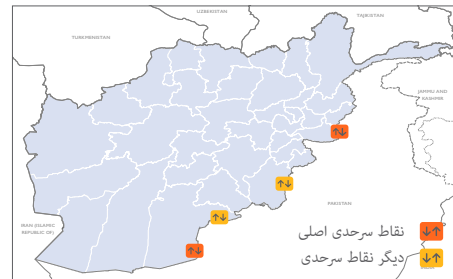 UZBEKISTAN
TAJIKISTAN
TURKMENISTAN
JAMMU AND
KASHMIR
PAKISTAN
IRAN (ISLAMIC
REPUBLIC OF)
نقاط سرحدی اصلی
دیگر نقاط سرحدی